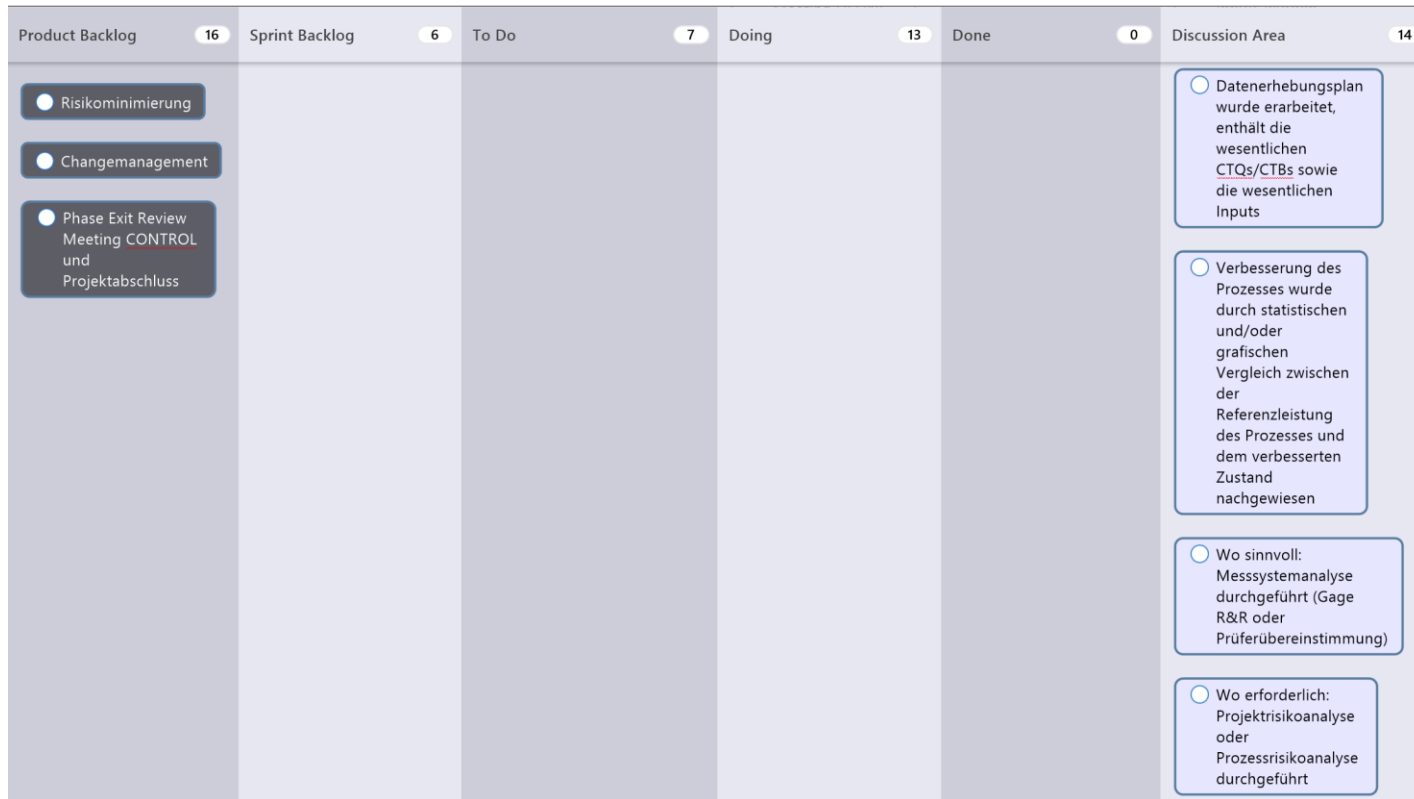 Product Backlog 16
Sprint Backlog 6
To Do 7
Doing 13
Done 0
Discussion Area 14
Risikominimierung
Changemanagement
Phase Exit Review
Meeting CONTROL
und
Projektabschluss
Datenerhebungsplan
wurde erarbeitet,
enthält die
wesentlichen
CTQs/CTBs sowie
die wesentlichen
Inputs
Verbesserung des
Prozesses wurde
durch statistischen
und/oder
grafischen
Vergleich zwischen
der
Referenzleistung
des Prozesses und
dem verbesserten
Zustand
nachgewiesen
Wo sinnvoll:
Messsystemanalyse
durchgeführt (Gage
R&R oder
Prüferübereinstimmung)
Wo erforderlich:
Projektrisikoanalyse
oder
Prozessrisikoanalyse
durchgeführt